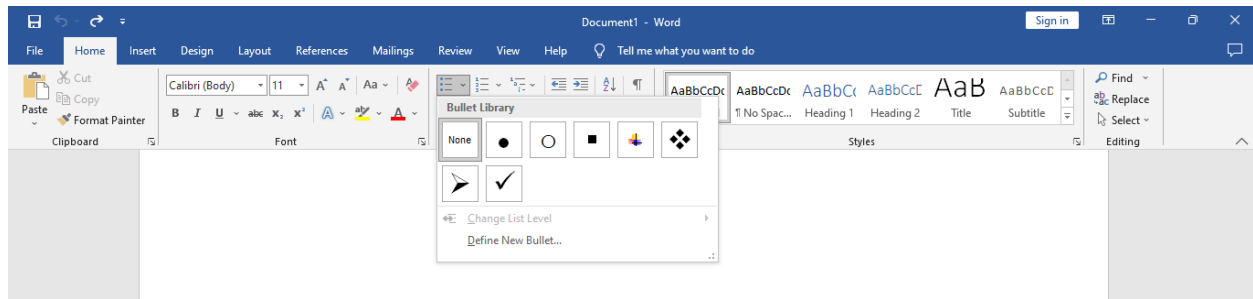 Document1 - Word
Sign in
File Home Insert Design Layout References Mailings Review View Help Tell me what you want to do
Cut
Copy
Paste
Format Painter
Clipboard
Calibri (Body) 11 Aa
B I U abc x₂ x² A aby A
Font
Bullet Library
None
Change List Level
Define New Bullet...
AaBbCcDc AaBbCcDc AaBbC( AaBbCcE AaB AaBbCcD
¶ No Spac... Heading 1 Heading 2 Title Subtitle
Styles
Find
Replace
Select
Editing